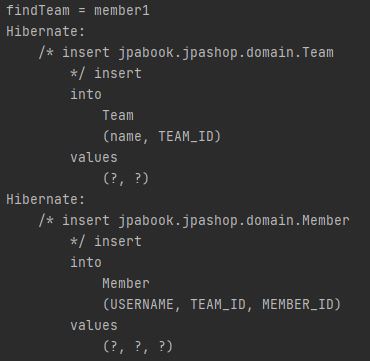 findTeam = member1
Hibernate:
    /* insert jpabook.jpashop.domain.Team
        */ insert
        into
            Team
            (name, TEAM_ID)
        values
            (?, ?)
Hibernate:
    /* insert jpabook.jpashop.domain.Member
        */ insert
        into
            Member
            (USERNAME, TEAM_ID, MEMBER_ID)
        values
            (?, ?, ?)